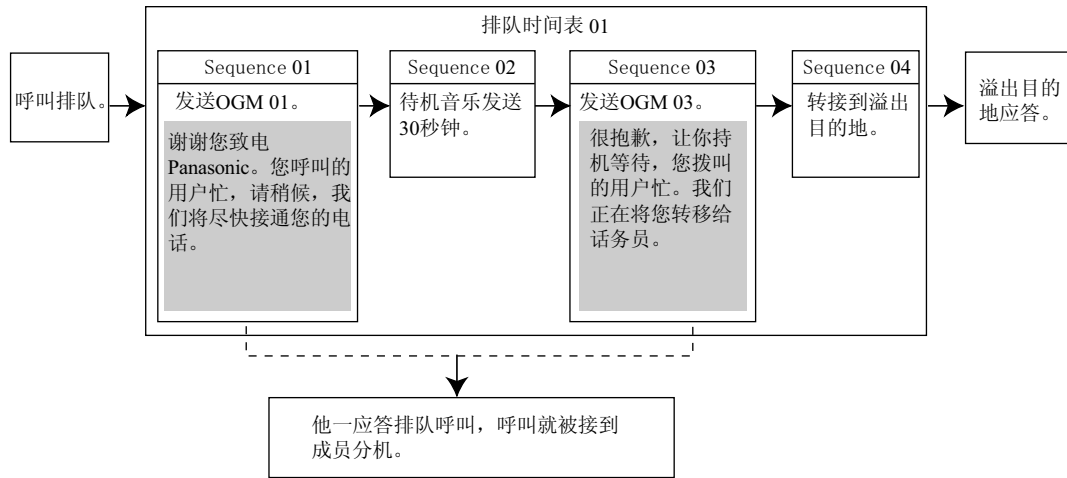 排队时间表 01
呼叫排队。
Sequence 01
发送OGM 01。
谢谢您致电
Panasonic。您呼叫的
用户忙，请稍候，我
们将尽快接通您的电
话。
Sequence 02
待机音乐发送
30秒钟。
Sequence 03
发送OGM 03。
很抱歉，让你持
机等待，您拨叫
的用户忙。我们
正在将您转移给
话务员。
Sequence 04
转接到溢出
目的地。
溢出目的
地应答。
他一应答排队呼叫，呼叫就被接到
成员分机。